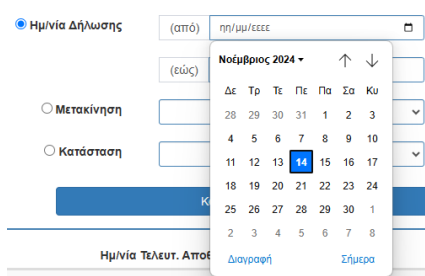 Ημ/νία Δήλωσης (από) ηη/μμ/εεεε
(εώς)
Νοέμβριος 2024
Δε Τρ Τε Πε Πα Σα Κυ
28 29 30 31 1 2 3
Μετακίνηση
4 5 6 7 8 9 10
Κατάσταση
11 12 13 14 15 16 17
18 19 20 21 22 23 24
25 26 27 28 29 30 1
2 3 4 5 6 7 8
Ημ/νία Τελευτ.
Διαγραφή Σήμερα